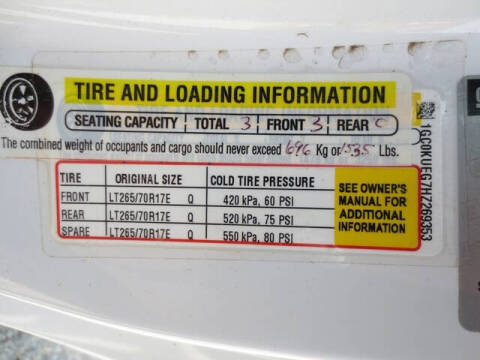 TIRE AND LOADING INFORMATION
SEATING CAPACITY TOTAL 3 FRONT 3 REAR 0
The combined weight of occupants and cargo should never exceed 696 Kg or 1535 Lbs.
TIRE ORIGINAL SIZE COLD TIRE PRESSURE
FRONT LT265/70R17E Q 420 kPa, 60 PSI
REAR LT265/70R17E Q 520 kPa, 75 PSI
SPARE LT265/70R17E Q 550 kPa, 80 PSI
SEE OWNER'S
MANUAL FOR
ADDITIONAL
INFORMATION